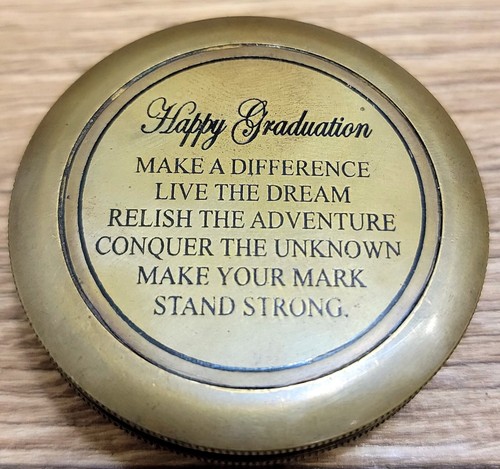 Happy Graduation
MAKE A DIFFERENCE
LIVE THE DREAM
RELISH THE ADVENTURE
CONQUER THE UNKNOWN
MAKE YOUR MARK
STAND STRONG.